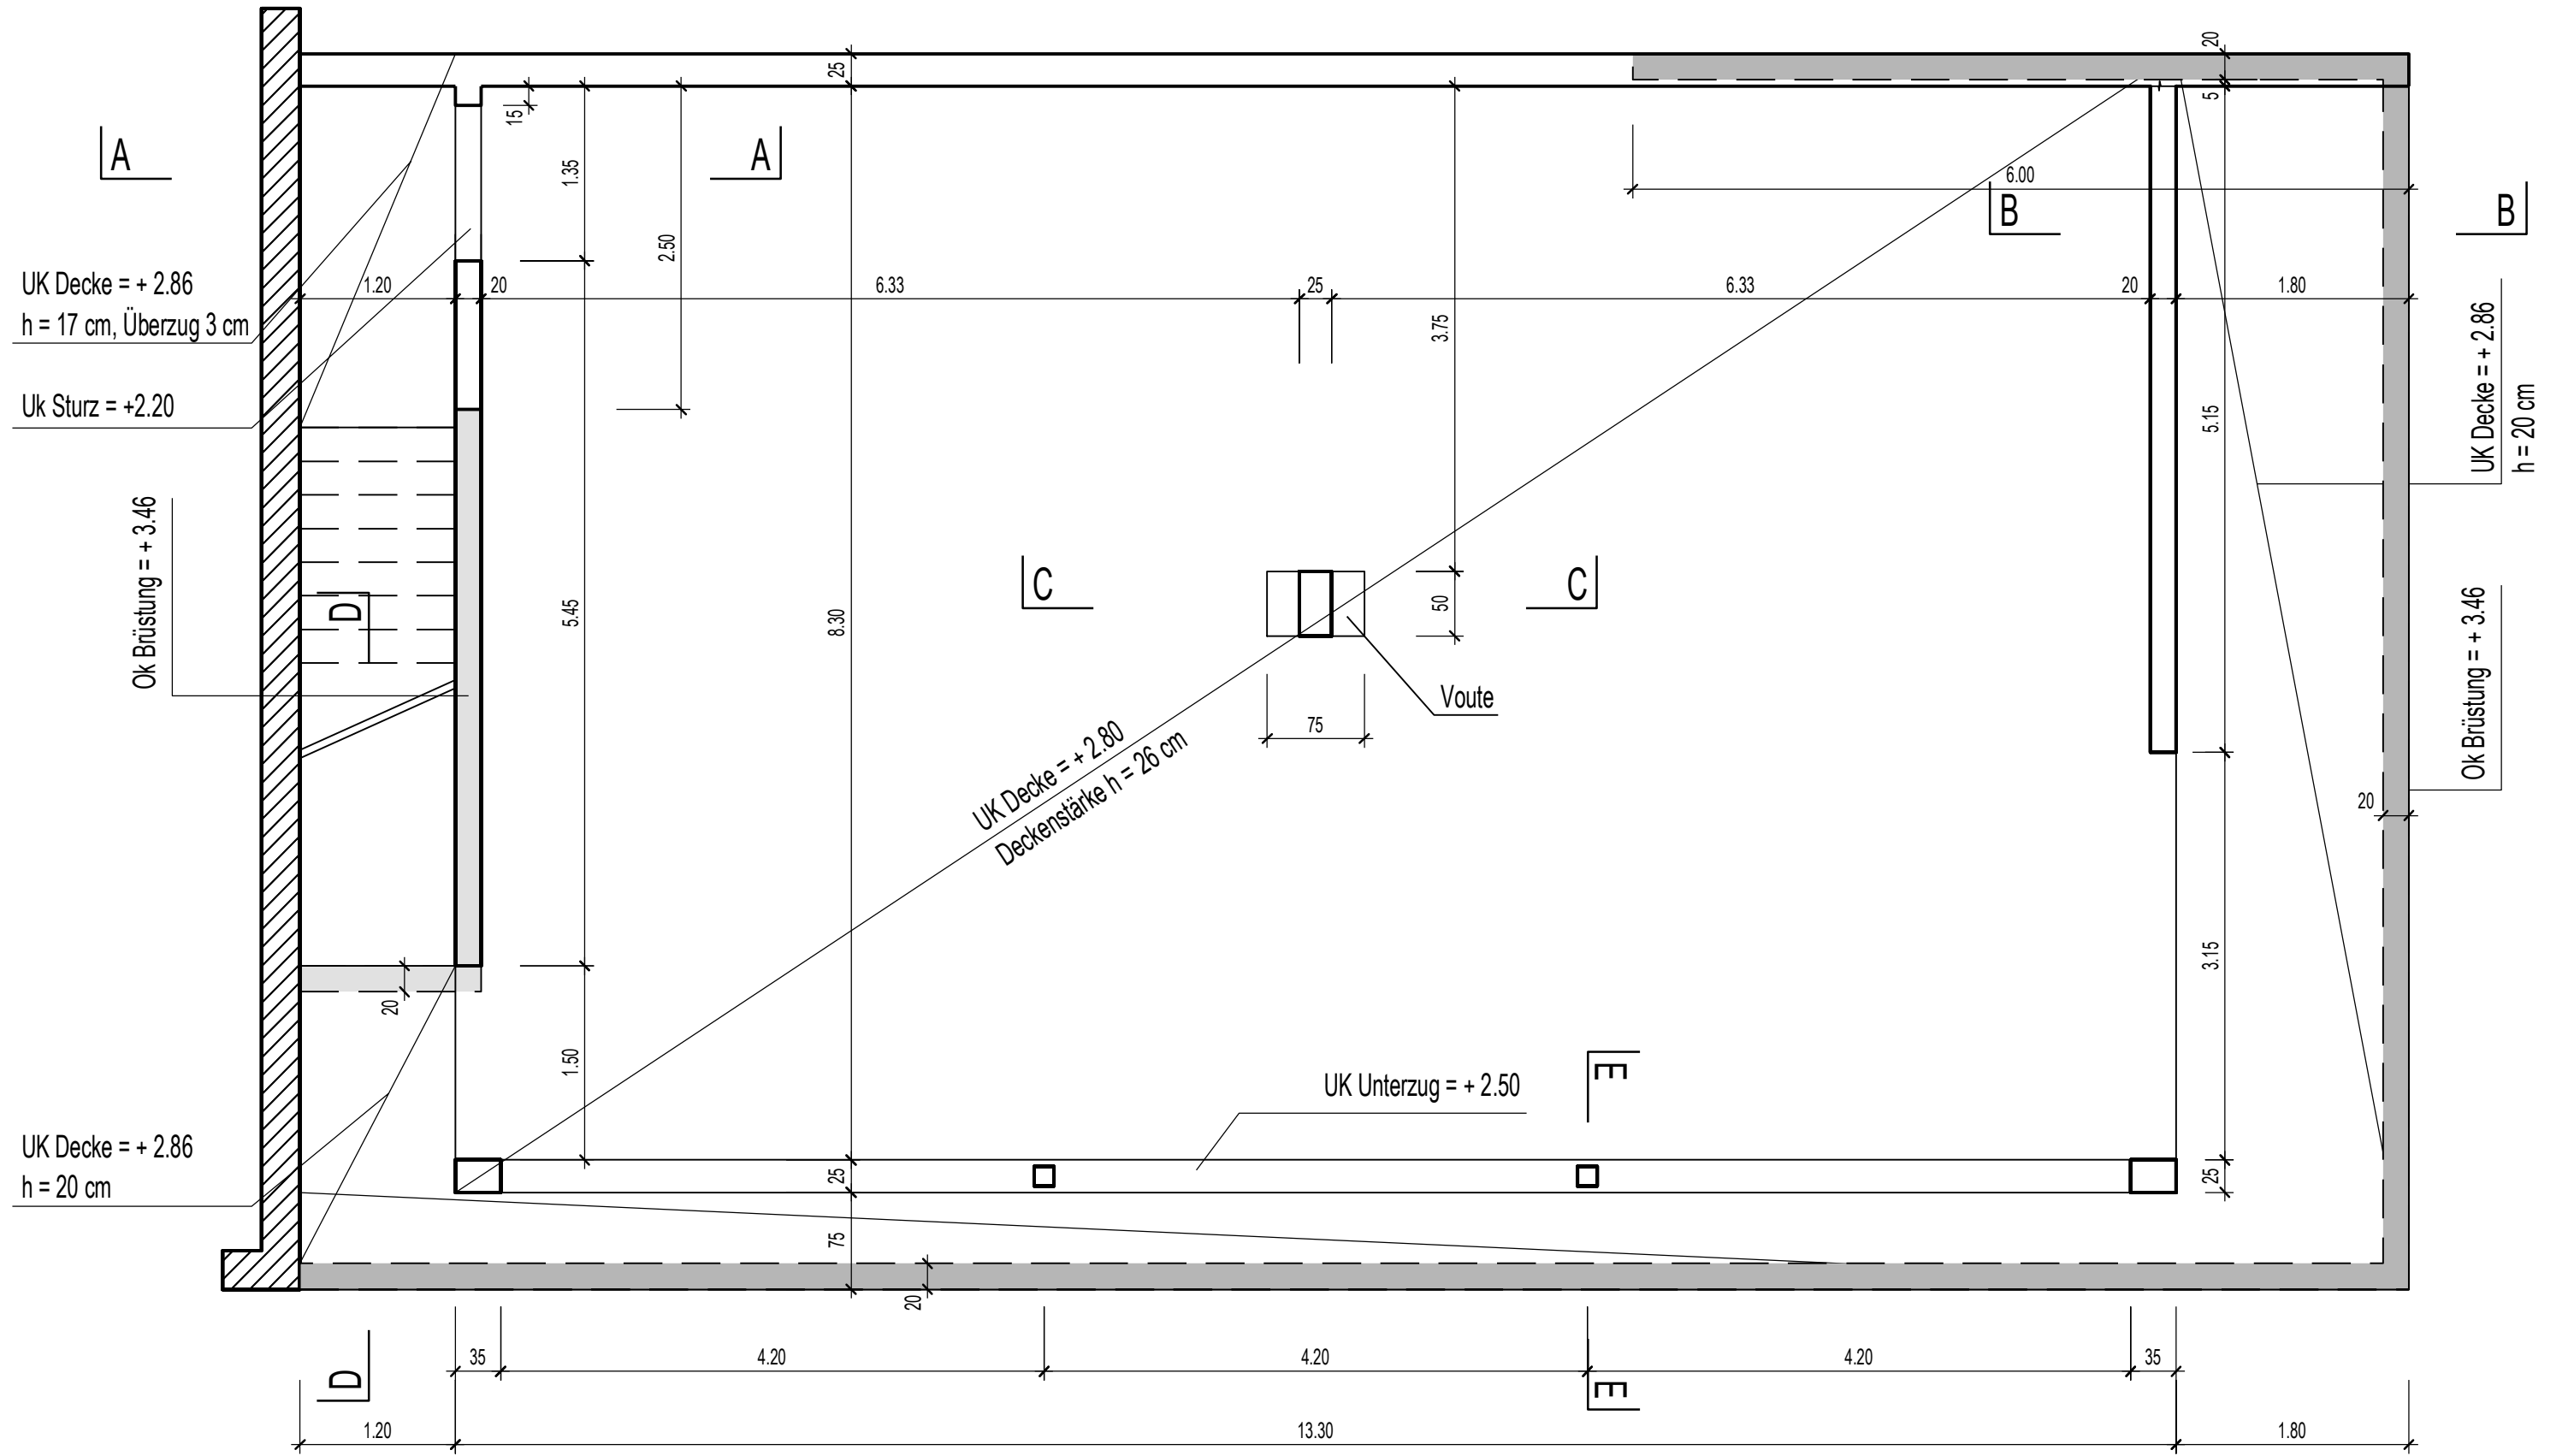 20
25
15
5
A
A
1.35
6.00
B
B
2.50
UK Decke = + 2.86
h = 17 cm, Überzug 3 cm
1.20
20
6.33
25
6.33
20
1.80
3.75
UK Decke = + 2.86
h = 20 cm
Uk Sturz = +2.20
5.15
Ok Brüstung = + 3.46
D
5.45
8.30
C
C
50
Voute
75
Ok Brüstung = + 3.46
UK Decke = + 2.80
Deckenstärke h = 26 cm
20
3.15
20
1.50
E
UK Unterzug = + 2.50
UK Decke = + 2.86
h = 20 cm
25
25
75
20
D
35
4.20
4.20
4.20
35
E
1.20
13.30
1.80